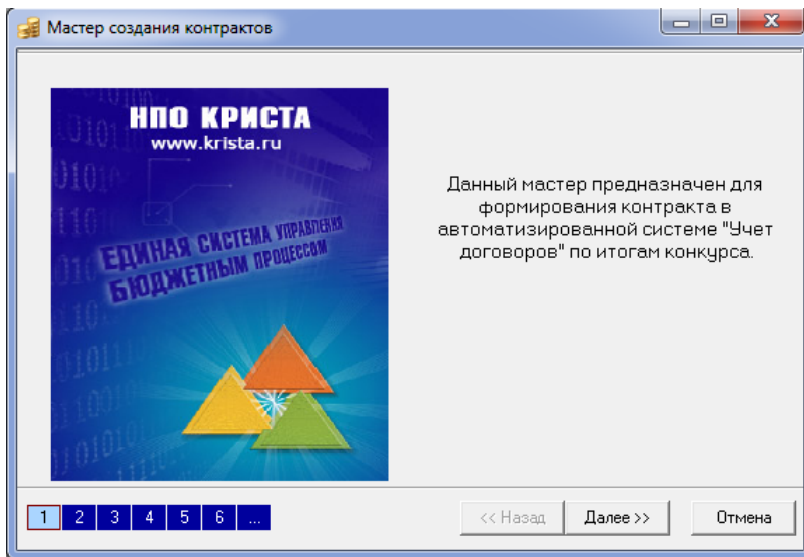 Мастер создания контрактов
НПО КРИСТА
www.krista.ru
ЕДИНАЯ СИСТЕМА УПРАВЛЕНИЯ
БЮДЖЕТНЫМ ПРОЦЕССОМ
Данный мастер предназначен для
формирования контракта в
автоматизированной системе "Учет
договоров" по итогам конкурса.
1 2 3 4 5 6 ...
<< Назад Далее >> Отмена